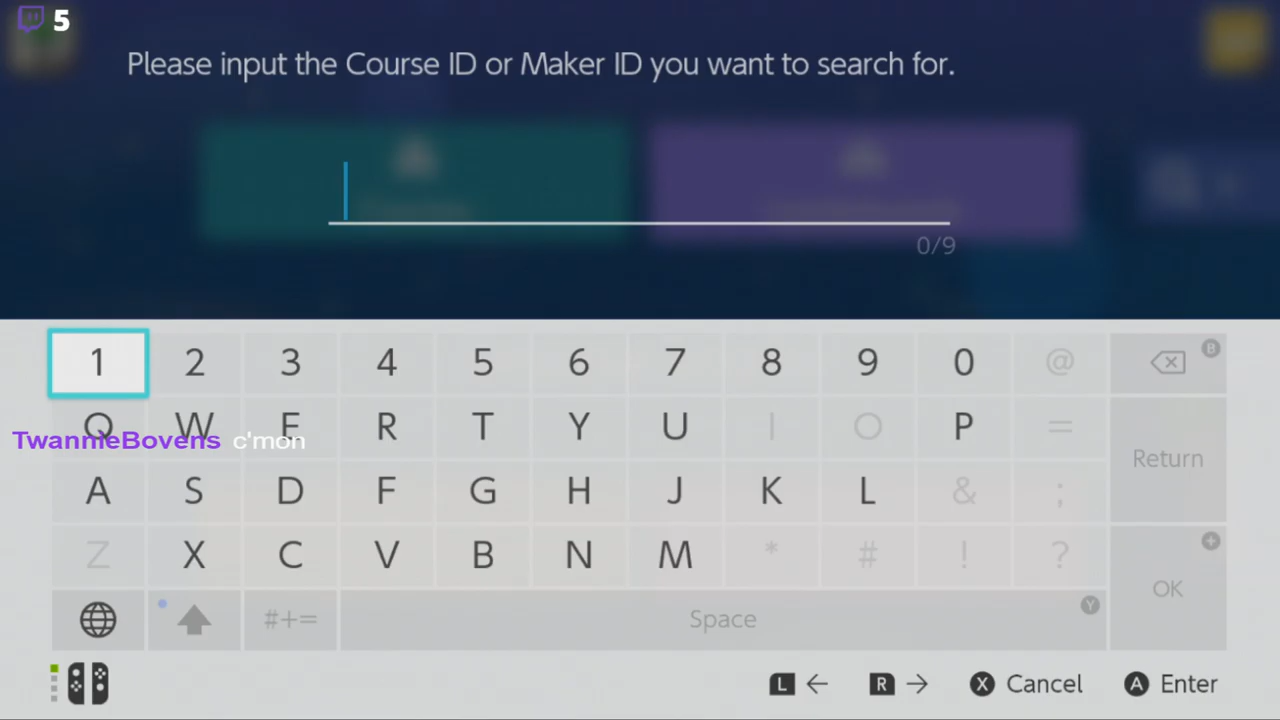 5
Please input the Course ID or Maker ID you want to search for.
0/9
1 2 3 4 5 6 7 8 9 0 @ B
Q W E R T Y U I O P =
TwannieBovens c'mon
Return
A S D F G H J K L & ;
Z X C V B N M * # ! ? +
OK
#+= Space Y
L ← R → X Cancel A Enter